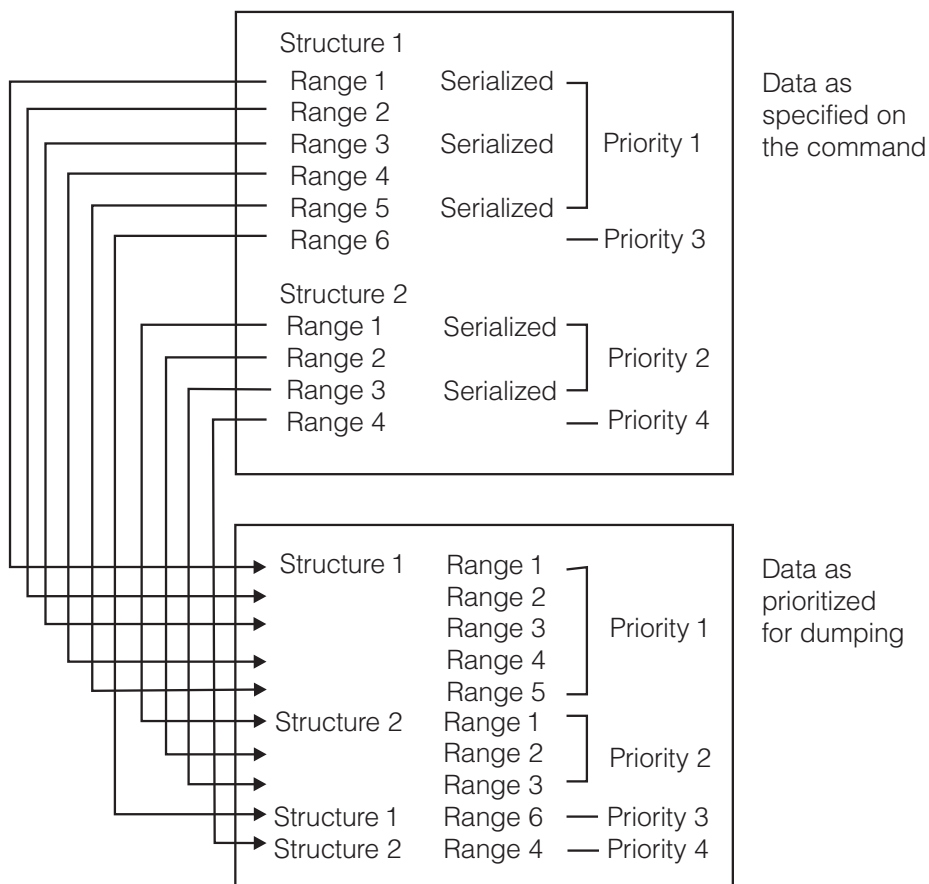 Structure 1
Range 1 Serialized
Range 2
Range 3 Serialized Priority 1
Range 4
Range 5 Serialized
Range 6 Priority 3
Structure 2
Range 1 Serialized
Range 2 Priority 2
Range 3 Serialized
Range 4 Priority 4
Data as
specified on
the command
Structure 1 Range 1
Range 2
Range 3 Priority 1
Range 4
Range 5
Structure 2 Range 1
Range 2 Priority 2
Range 3
Structure 1 Range 6 Priority 3
Structure 2 Range 4 Priority 4
Data as
prioritized
for dumping